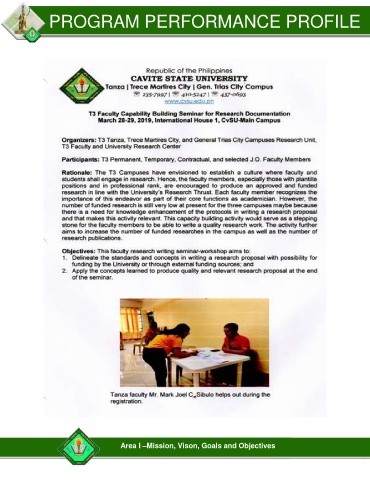 PROGRAM PERFORMANCE PROFILE
Republic of the Philippines
CAVITE STATE UNIVERSITY
Tanza | Trece Martires City | Gen. Trias City Campus
☏ 235-7997 | ☏ 410-5247 | ☏ 437-0693
www.cvsu.edu.ph
T3 Faculty Capability Building Seminar for Research Documentation
March 28-29, 2019, International House 1, CvSU-Main Campus
Organizers: T3 Tanza, Trece Martires City, and General Trias City Campuses Research Unit,
T3 Faculty and University Research Center
Participants: T3 Permanent, Temporary, Contractual, and selected J.O. Faculty Members
Rationale: The T3 Campuses have envisioned to establish a culture where faculty and
students shall engage in research. Hence, the faculty members, especially those with plantilla
positions and in professional rank, are encouraged to produce an approved and funded
research in line with the University's Research Thrust. Each faculty member recognizes the
importance of this endeavor as part of their core functions as academician. However, the
number of funded research is still very low at present for the three campuses maybe because
there is a need for knowledge enhancement of the protocols in writing a research proposal
and that makes this activity relevant. This capacity building activity would serve as a stepping
stone for the faculty members to be able to write a quality research work. The activity further
aims to increase the number of funded researches in the campus as well as the number of
research publications.
Objectives: This faculty research writing seminar-workshop aims to:
1. Delineate the standards and concepts in writing a research proposal with possibility for
funding by the University or through external funding sources; and
2. Apply the concepts learned to produce quality and relevant research proposal at the end
of the seminar.
Tanza faculty Mr. Mark Joel C. Sibulo helps out during the
registration.
Area I –Mission, Vison, Goals and Objectives